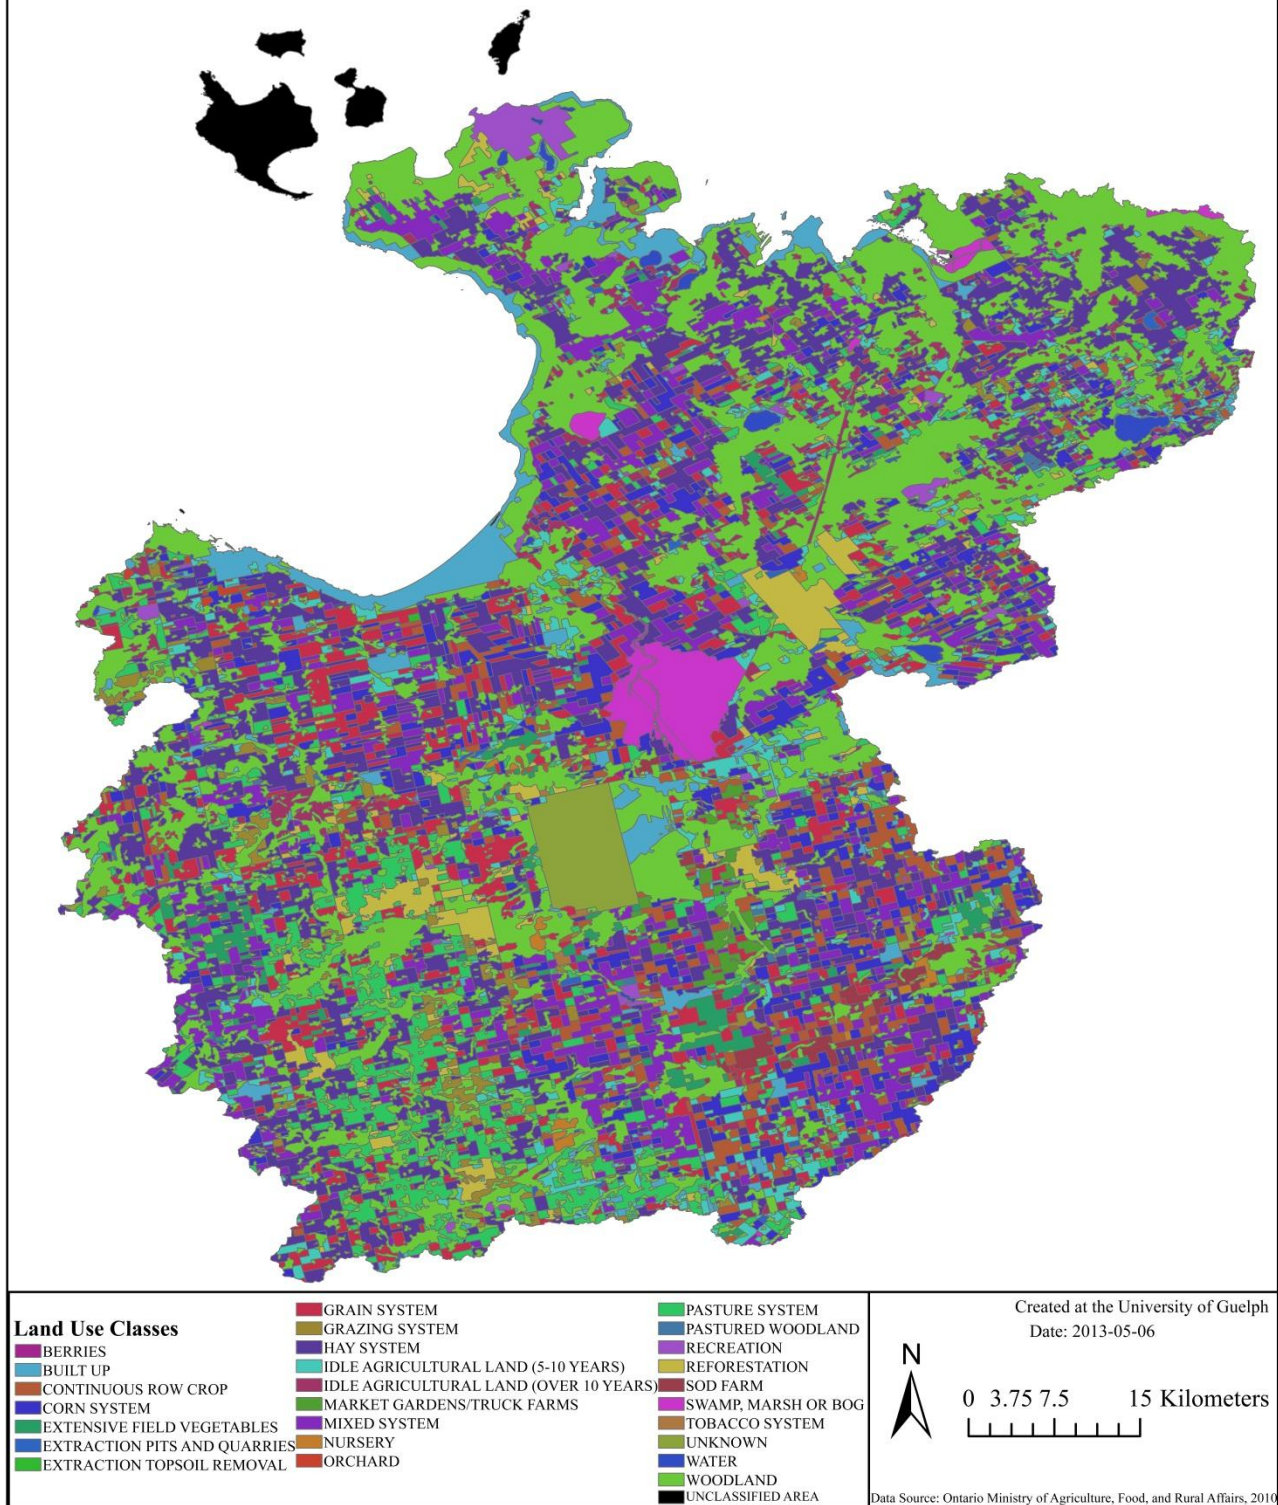 Land Use Classes
BERRIES
BUILT UP
CONTINUOUS ROW CROP
CORN SYSTEM
EXTENSIVE FIELD VEGETABLES
EXTRACTION PITS AND QUARRIES
EXTRACTION TOPSOIL REMOVAL
GRAIN SYSTEM
GRAZING SYSTEM
HAY SYSTEM
IDLE AGRICULTURAL LAND (5-10 YEARS)
IDLE AGRICULTURAL LAND (OVER 10 YEARS)
MARKET GARDENS/TRUCK FARMS
MIXED SYSTEM
NURSERY
ORCHARD
PASTURE SYSTEM
PASTURED WOODLAND
RECREATION
REFORESTATION
SOD FARM
SWAMP, MARSH OR BOG
TOBACCO SYSTEM
UNKNOWN
WATER
WOODLAND
UNCLASSIFIED AREA
Created at the University of Guelph
Date: 2013-05-06
N
0 3.75 7.5 15 Kilometers
Data Source: Ontario Ministry of Agriculture, Food, and Rural Affairs, 2010